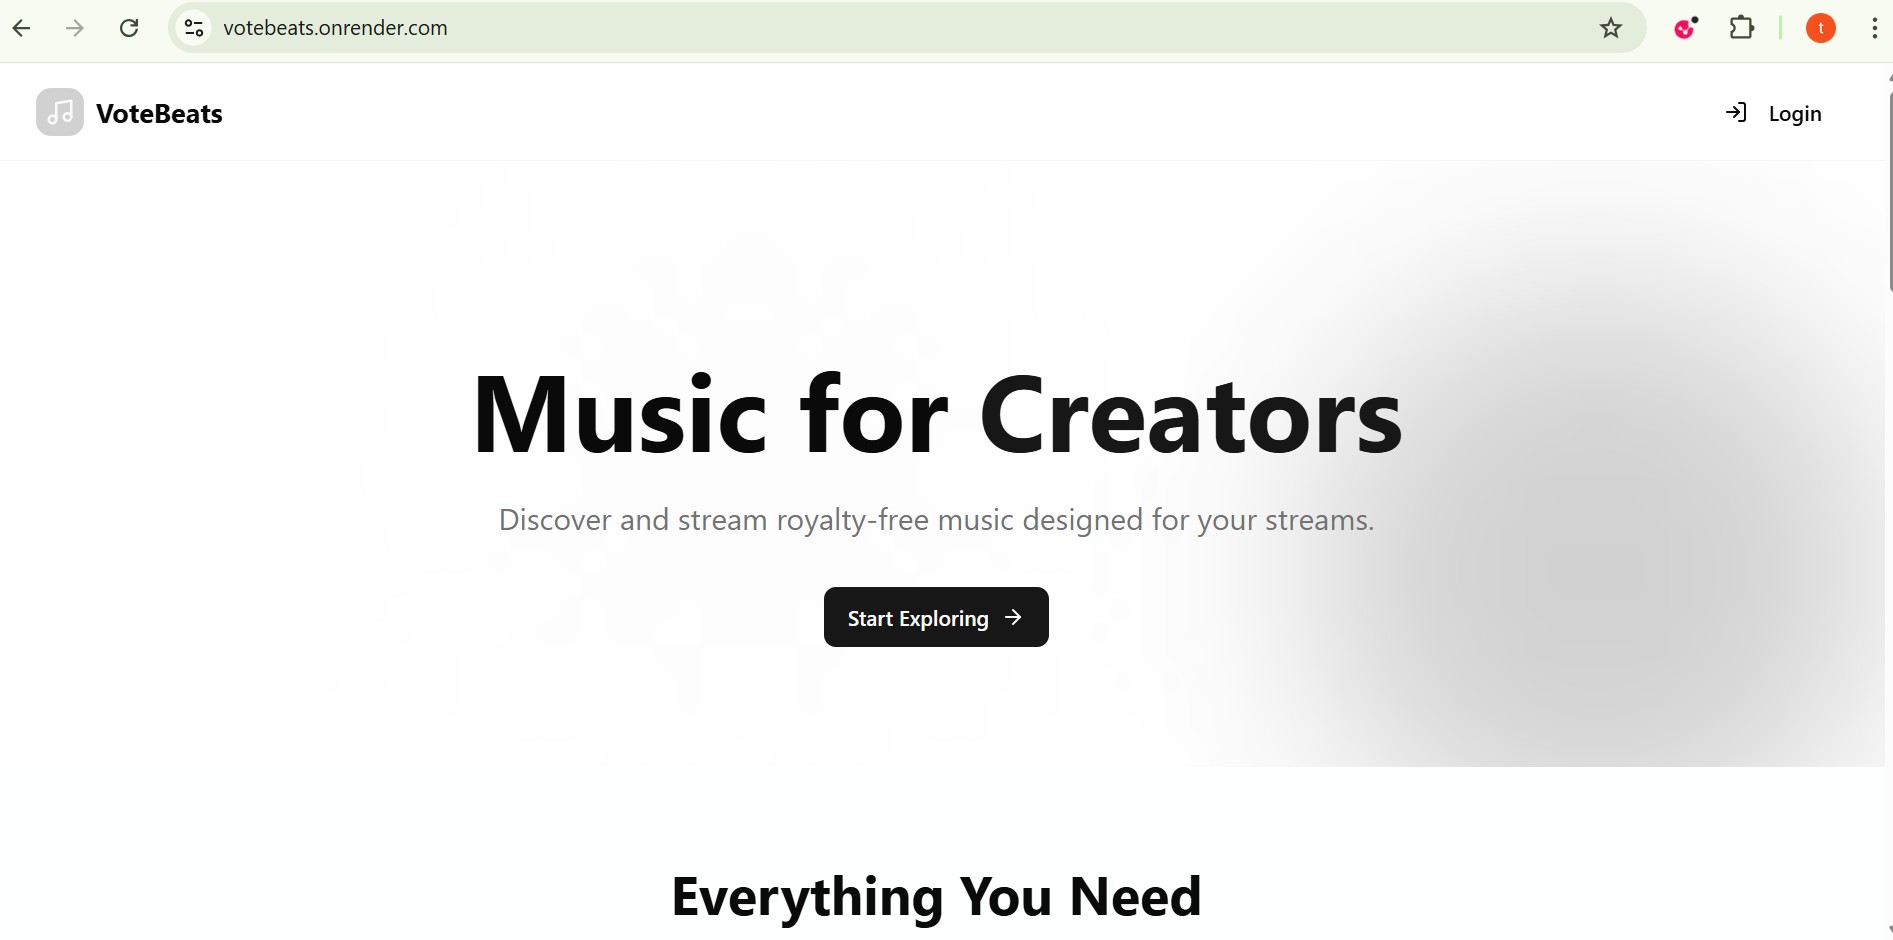 votebeats.onrender.com
t
VoteBeats
Login
Music for Creators
Discover and stream royalty-free music designed for your streams.
Start Exploring
Everything You Need